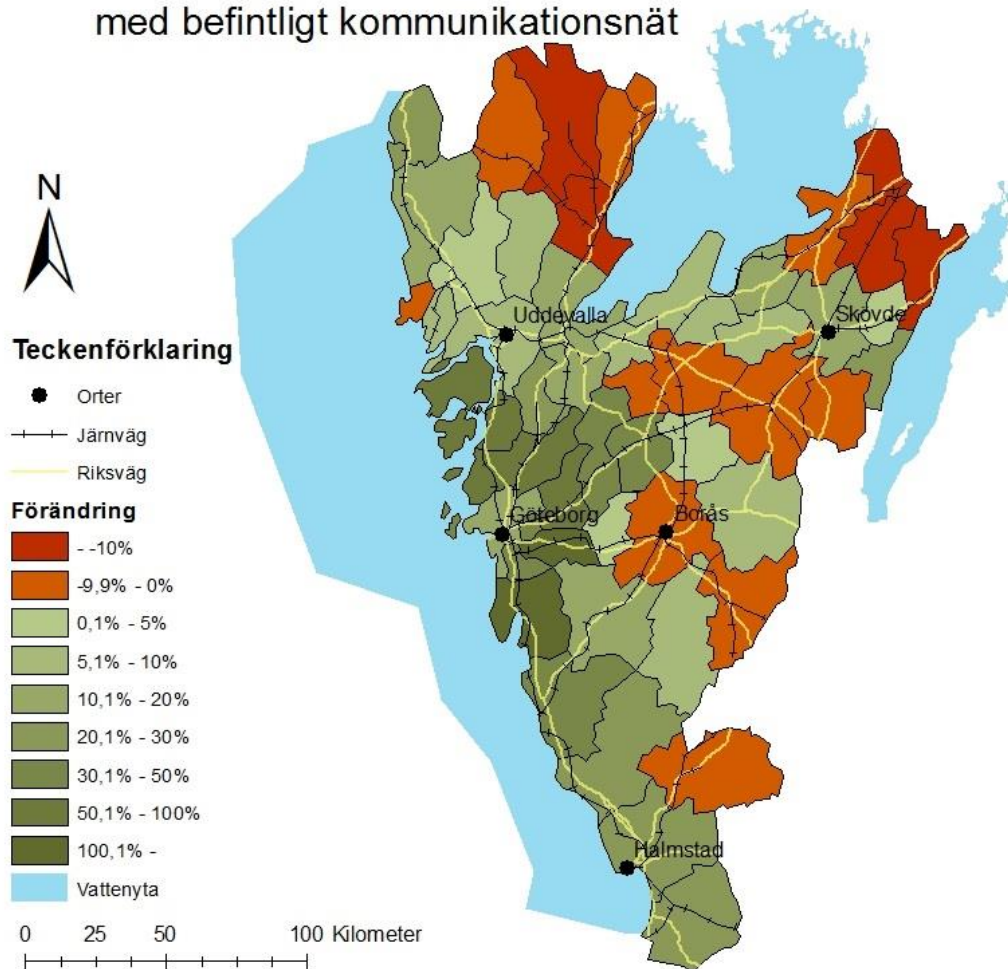 med befintligt kommunikationsnät
N
Teckenförklaring
Orter
Järnväg
Riksväg
Förändring
- -10%
-9,9% - 0%
0,1% - 5%
5,1% - 10%
10,1% - 20%
20,1% - 30%
30,1% - 50%
50,1% - 100%
100,1% -
Vattenyta
0 25 50 100 Kilometer
Uddevalla
Skövde
Göteborg
Borås
Halmstad